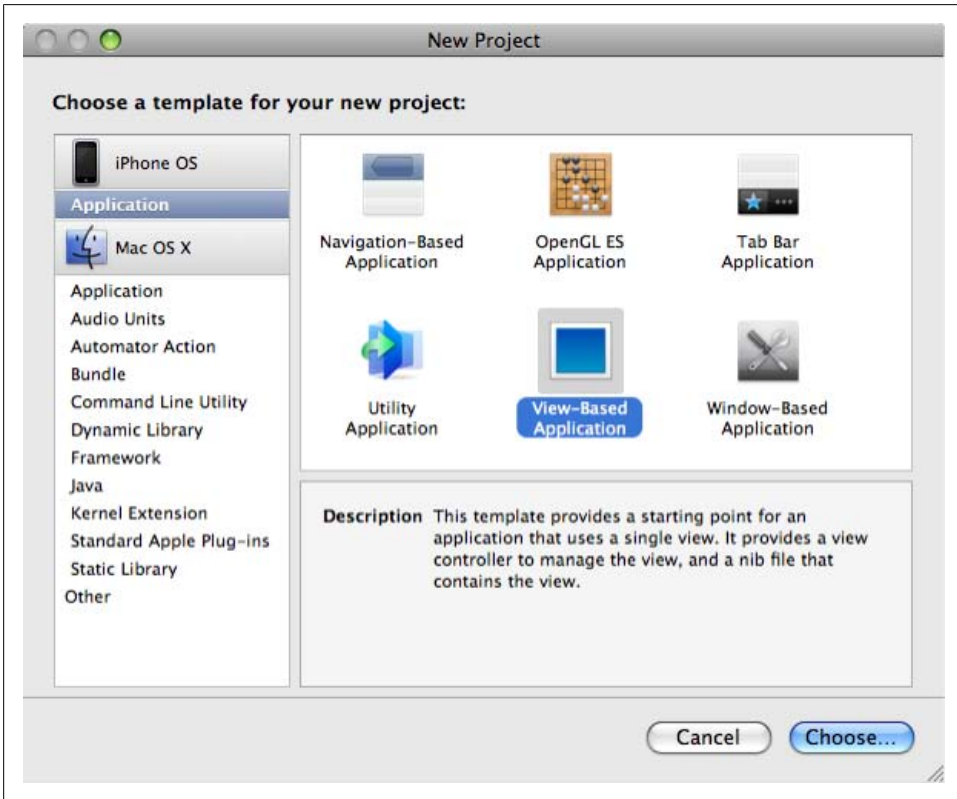 New Project
Choose a template for your new project:
iPhone OS
Application
Mac OS X
Application
Audio Units
Automator Action
Bundle
Command Line Utility
Dynamic Library
Framework
Java
Kernel Extension
Standard Apple Plug-ins
Static Library
Other
Navigation-Based
Application
OpenGL ES
Application
Tab Bar
Application
Utility
Application
View-Based
Application
Window-Based
Application
Description This template provides a starting point for an
application that uses a single view. It provides a view
controller to manage the view, and a nib file that
contains the view.
Cancel
Choose...